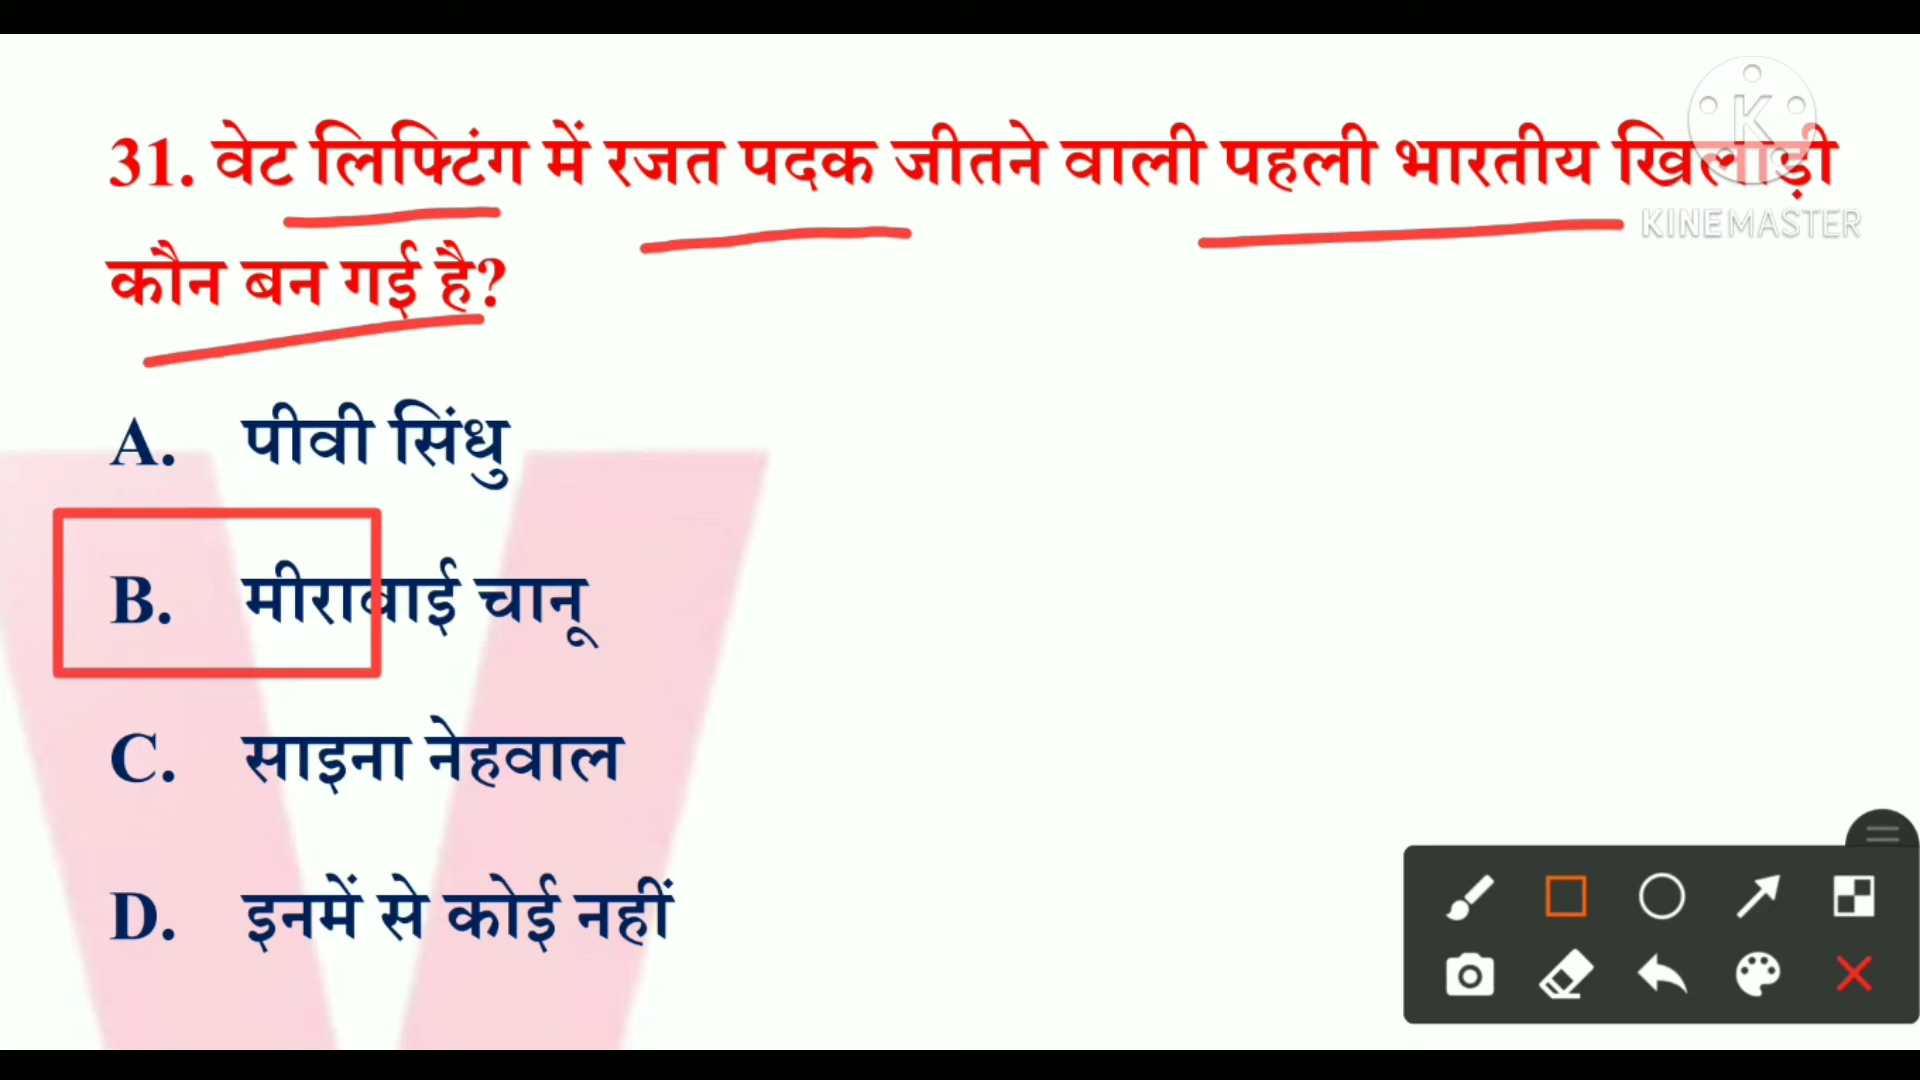 31. वेट लिफ्टिंग में रजत पदक जीतने वाली पहली भारतीय खिलाड़ी
कौन बन गई है?
A. पीवी सिंधु
B. मीरावाई चानू
C. साइना नेहवाल
D. इनमें से कोई नहीं
K
KINEMASTER